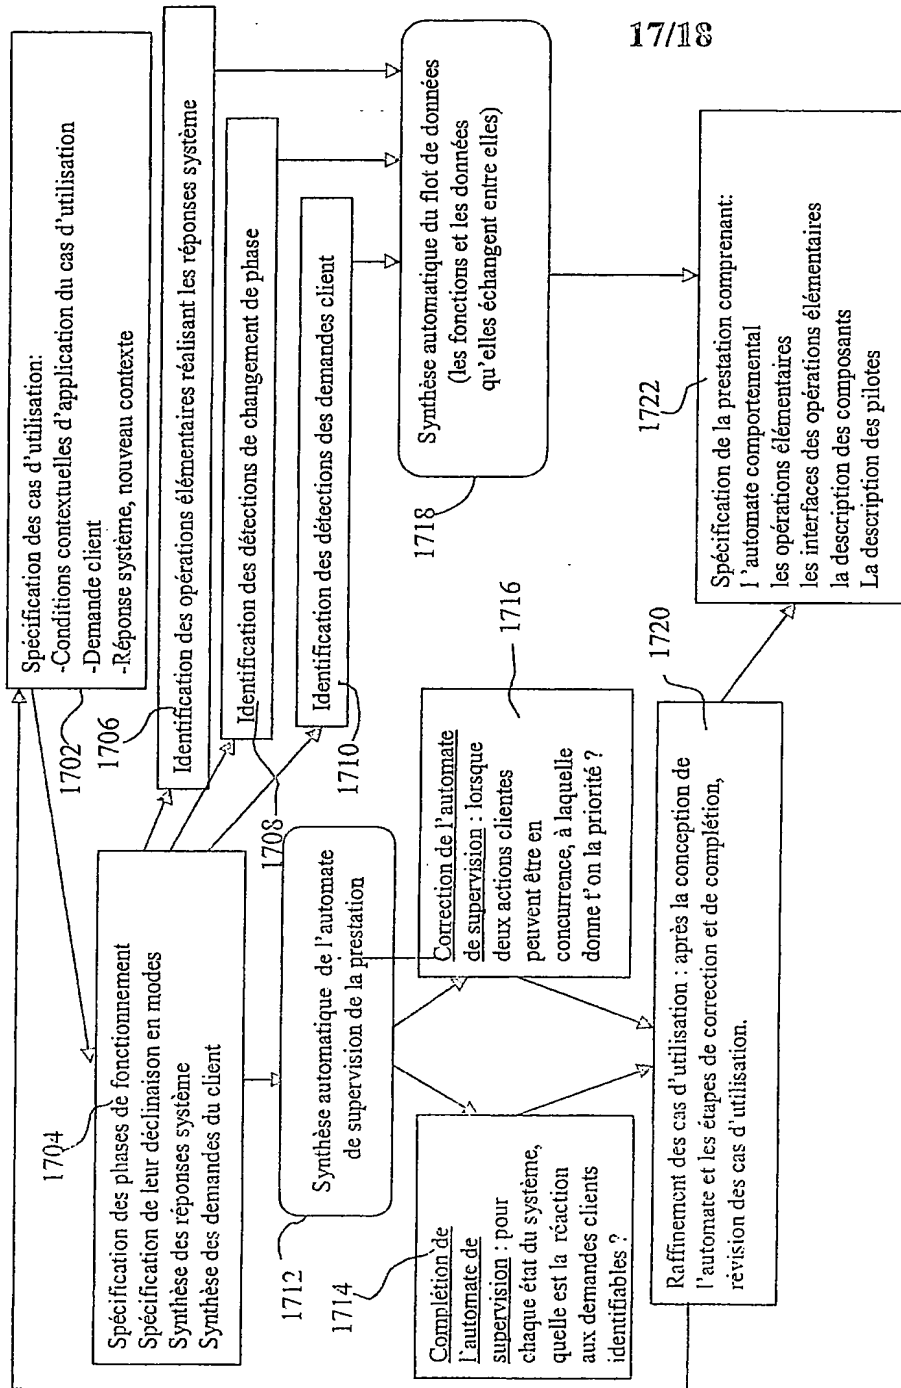 17/18
Spécification des cas d'utilisation:
-Conditions contextuelles d'application du cas d'utilisation
-Demande client
-Réponse système, nouveau contexte
1702
1704
Spécification des phases de fonctionnement
Spécification de leur déclinaison en modes
Synthèse des réponses système
Synthèse des demandes du client
1706
Identification des opérations élémentaires réalisant les réponses système
Identification des détections de changement de phase
1708
Identification des détections des demandes client
1710
1712
Synthèse automatique de l'automate
de supervision de la prestation
1714
Complétion de
l'automate de
supervision : pour
chaque état du système,
quelle est la réaction
aux demandes clients
identifiables ?
Correction de l'automate
de supervision : lorsque
deux actions clientes
peuvent être en
concurrence, à laquelle
donne t'on la priorité ?
1716
Synthèse automatique du flot de données
(les fonctions et les données
qu'elles échangent entre elles)
1718
Raffinement des cas d'utilisation : après la conception de
l'automate et les étapes de correction et de complétion,
révision des cas d'utilisation.
1720
1722
Spécification de la prestation comprenant:
l'automate comportemental
les opérations élémentaires
les interfaces des opérations élémentaires
la description des composants
La description des pilotes